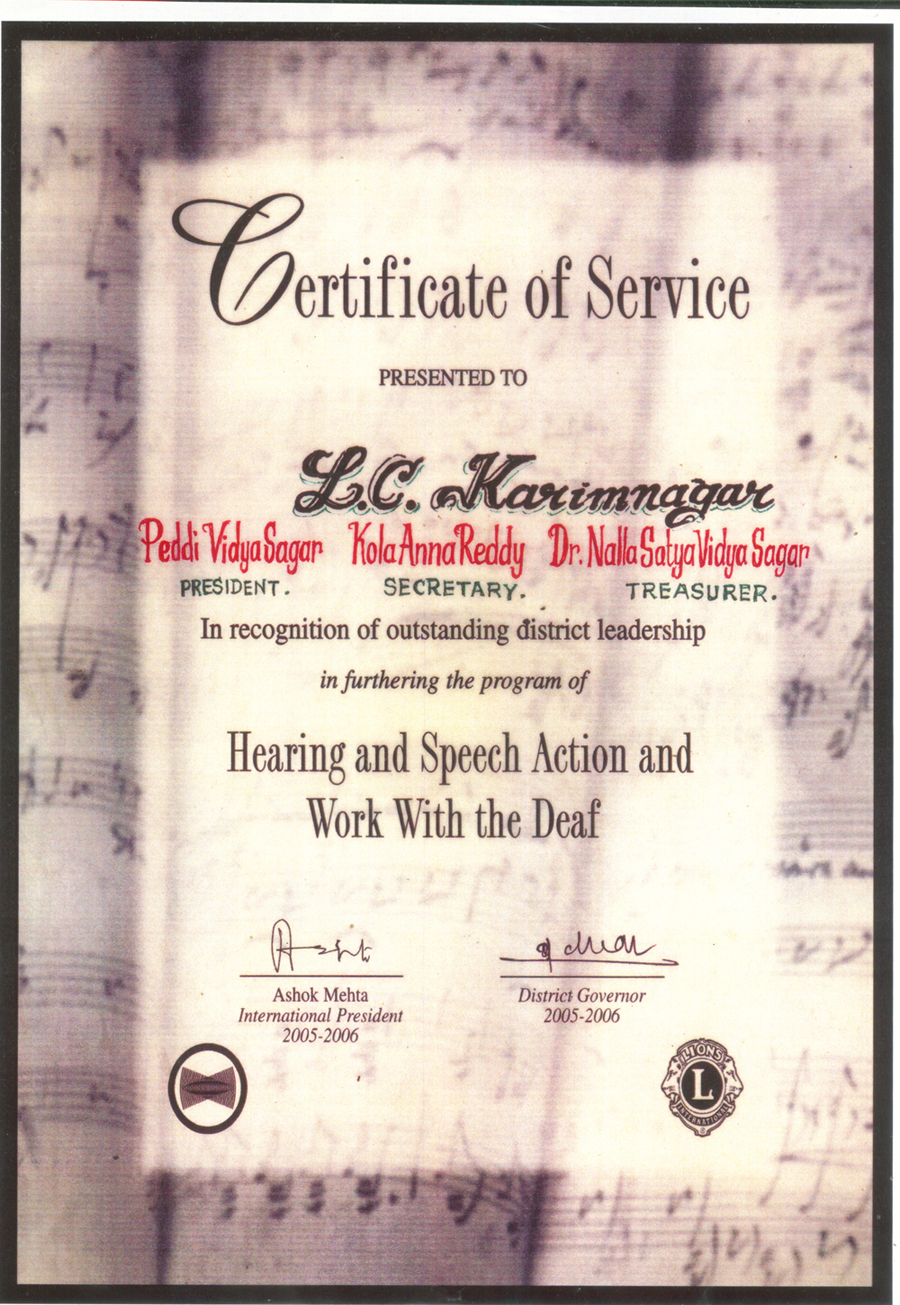 Certificate of Service
PRESENTED TO
L.C. Karimnagar
Peddi Vidya Sagar Kola Anna Reddy Dr. Nalla Satya Vidya Sagar
PRESIDENT. SECRETARY. TREASURER.
In recognition of outstanding district leadership
in furthering the program of
Hearing and Speech Action and
Work With the Deaf
Ashok Mehta District Governor
International President 2005-2006
2005-2006
LIONS
L
INTERNATIONAL